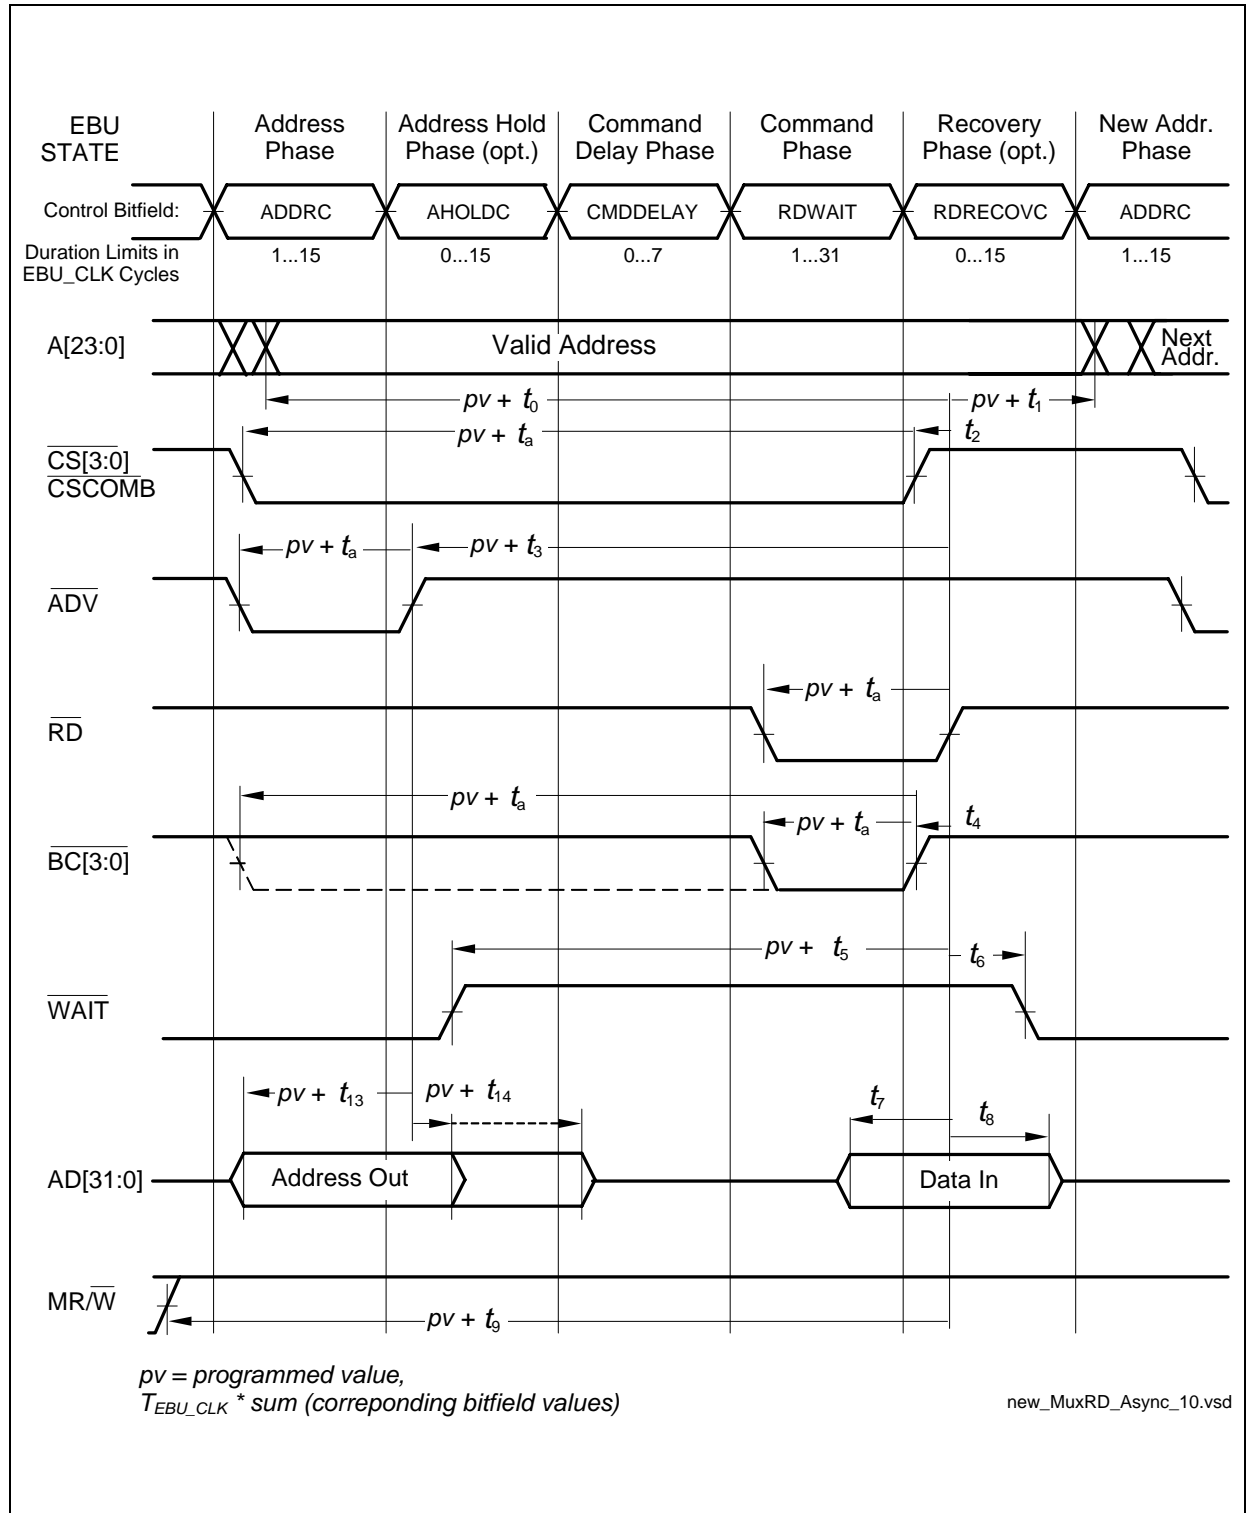 EBU STATE
Address Phase
Address Hold Phase (opt.)
Command Delay Phase
Command Phase
Recovery Phase (opt.)
New Addr. Phase
Control Bitfield: ADDRC AHOLDC CMDDELAY RDWAIT RDRECOVC ADDRC
Duration Limits in EBU_CLK Cycles
1...15 0...15 0...7 1...31 0...15 1...15
A[23:0] Valid Address Next Addr.
pv + t0 pv + t1
pv + ta t2
CS[3:0]
CSCOMB
pv + ta pv + t3
ADV
pv + ta
RD
pv + ta
pv + ta t4
BC[3:0]
pv + t5 t6
WAIT
pv + t13 pv + t14 t7 t8
AD[31:0] Address Out Data In
MR/W
pv + t9
pv = programmed value,
TEBU_CLK * sum (correponding bitfield values)
new_MuxRD_Async_10.vsd